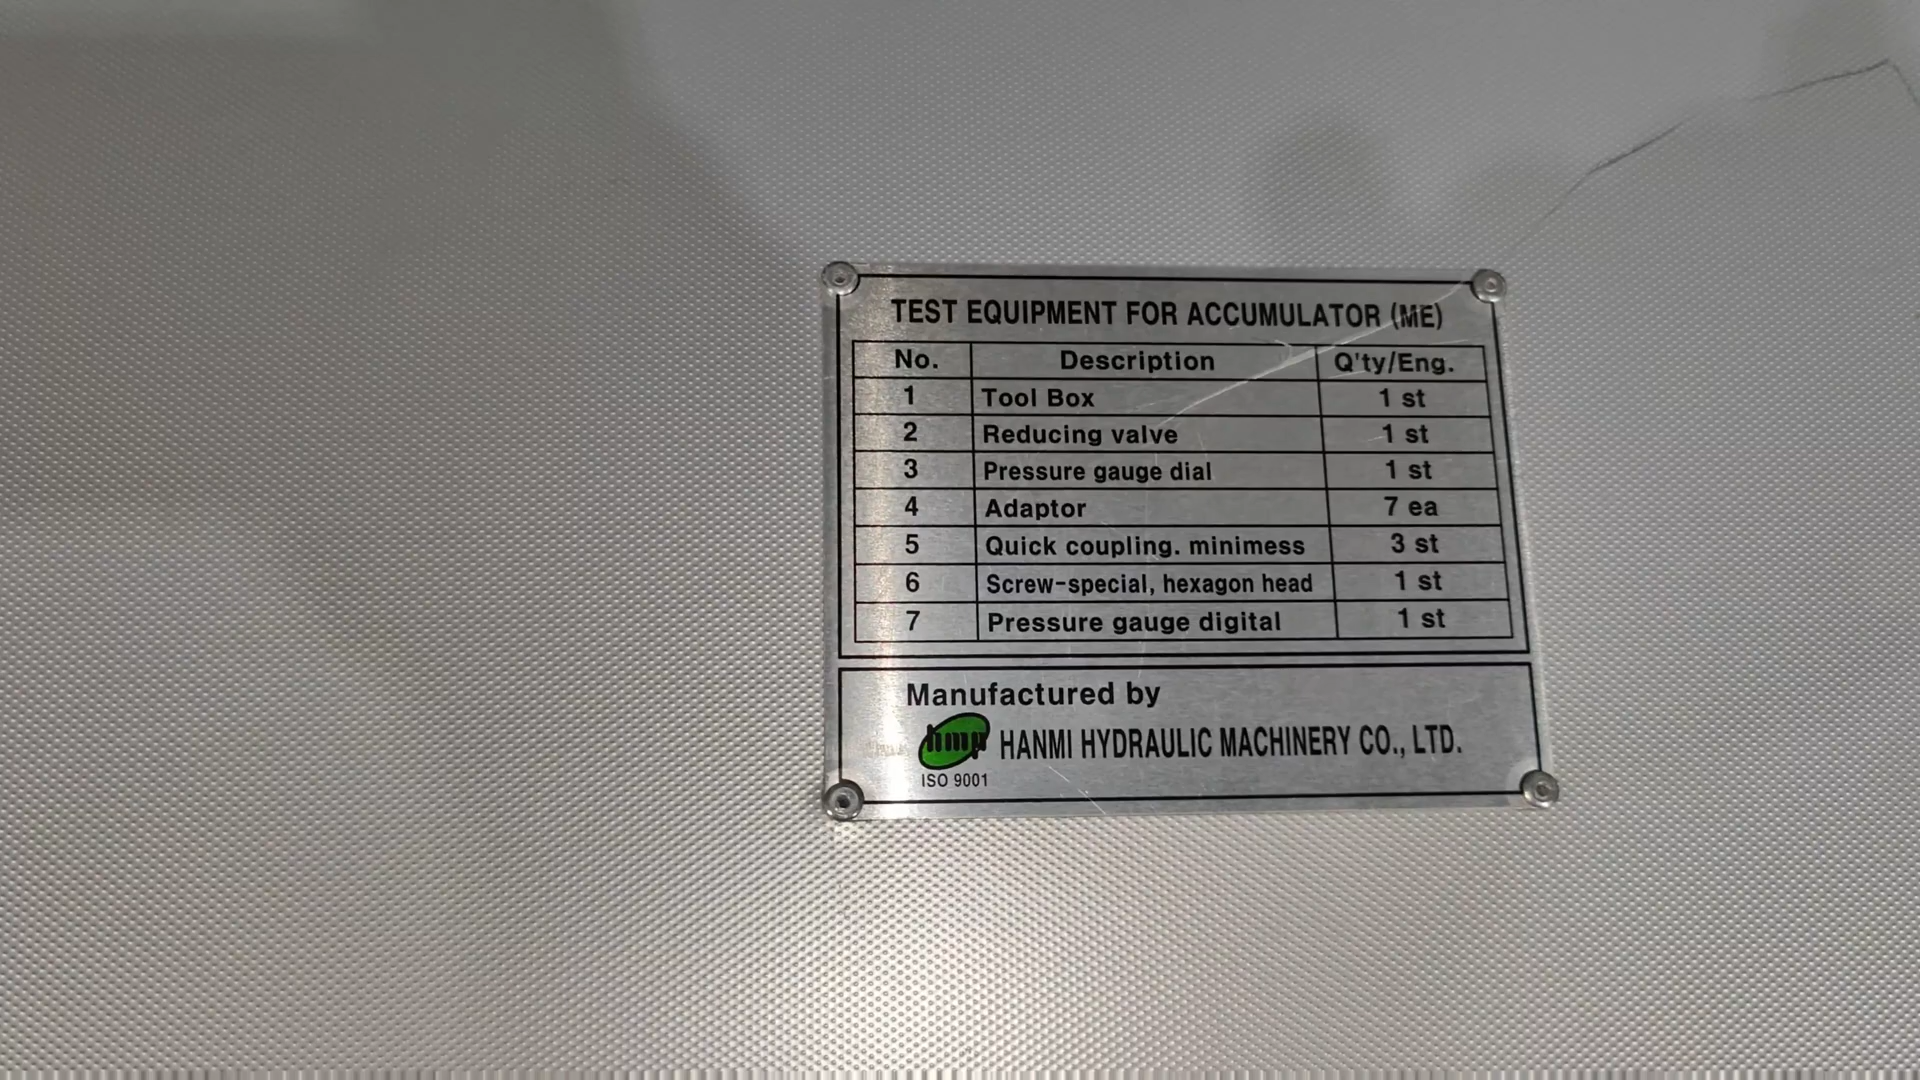 TEST EQUIPMENT FOR ACCUMULATOR (ME)
No. Description Q'ty/Eng.
1 Tool Box 1 st
2 Reducing valve 1 st
3 Pressure gauge dial 1 st
4 Adaptor 7 ea
5 Quick coupling. minimess 3 st
6 Screw-special, hexagon head 1 st
7 Pressure gauge digital 1 st
Manufactured by
hmp HANMI HYDRAULIC MACHINERY CO., LTD.
ISO 9001